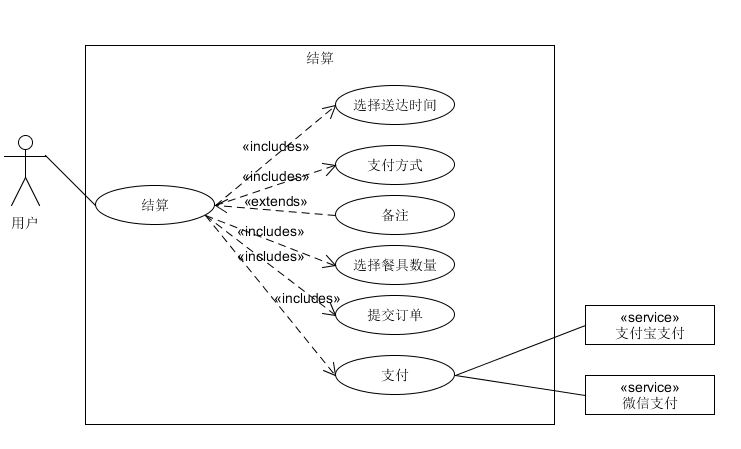 结算
选择送达时间
«includes»
支付方式
«includes»
结算
«extends»
备注
用户
«includes»
选择餐具数量
«includes»
«includes»
提交订单
«service»
支付宝支付
支付
«service»
微信支付